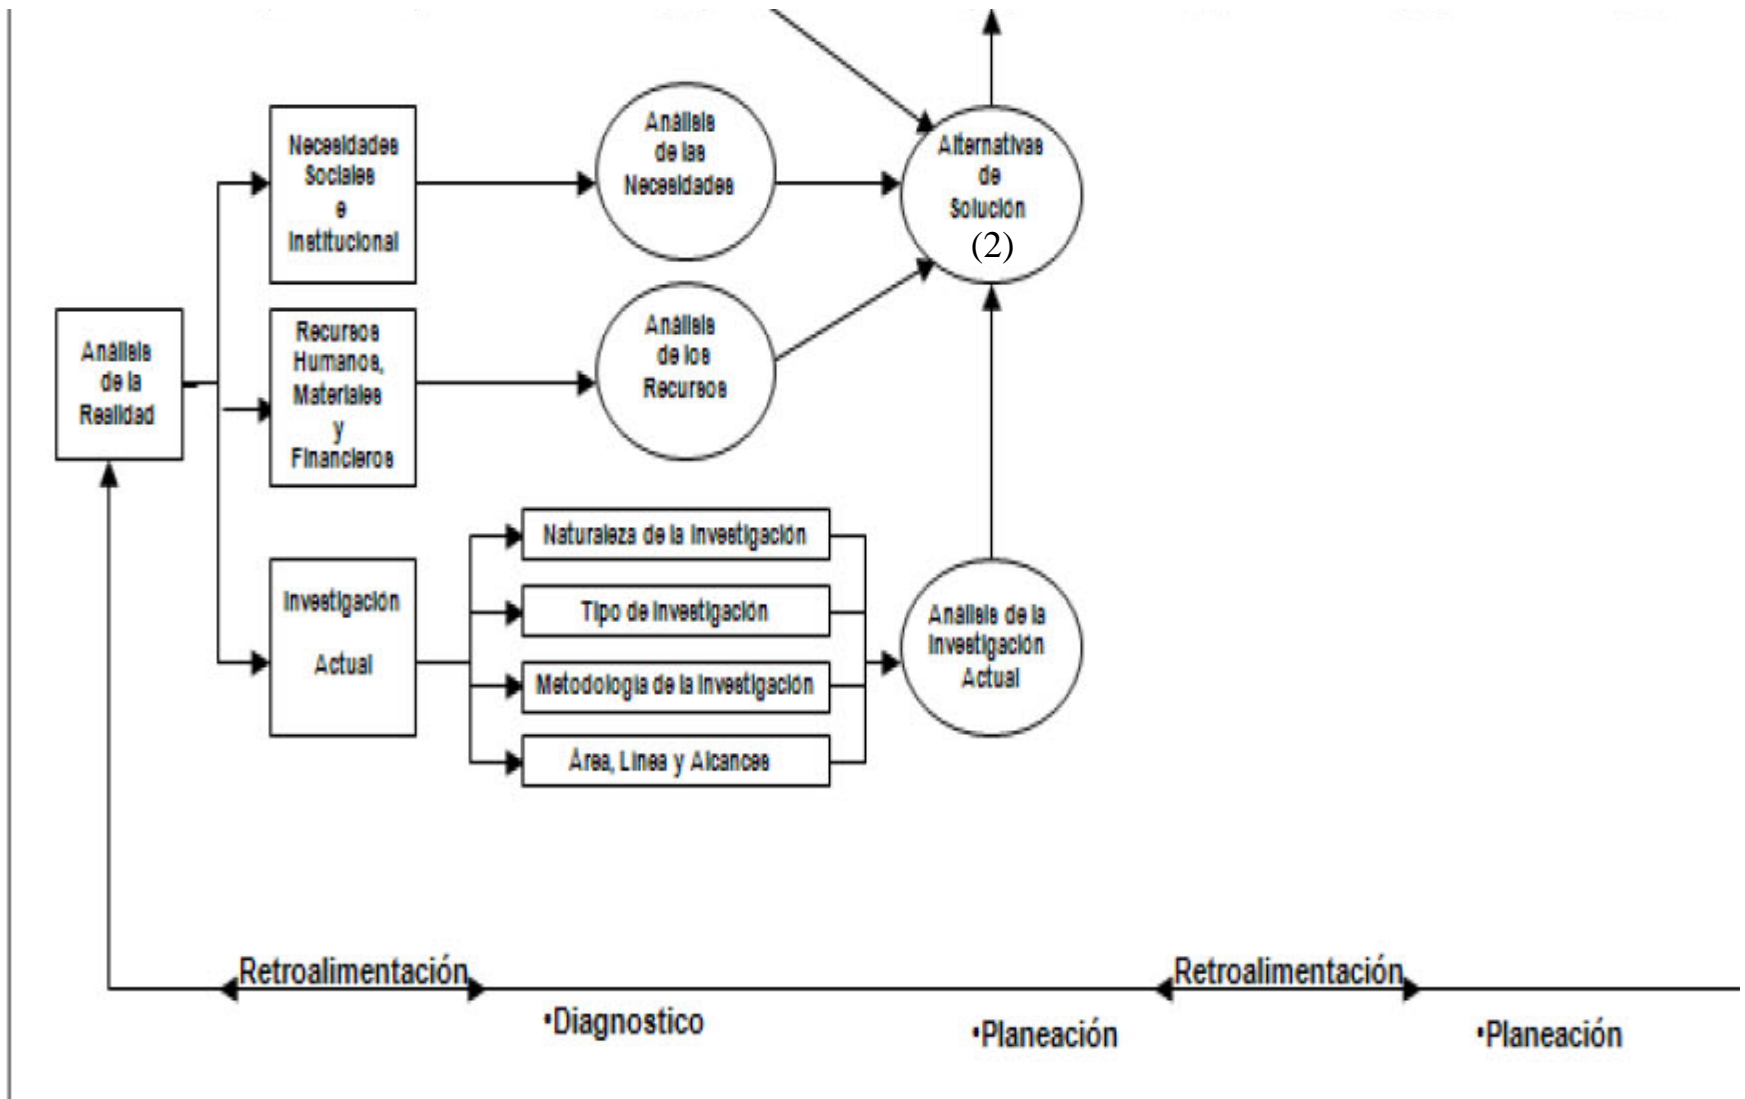 Necesidades
Sociales
e
Institucional
Análisis
de las
Necesidades
Alternativas
de
Solución
(2)
Análisis
de la
Realidad
Recursos
Humanos,
Materiales
y
Financieros
Análisis
de los
Recursos
Investigación
Actual
Naturaleza de la Investigación
Tipo de Investigación
Metodología de la Investigación
Área, Línea y Alcances
Análisis de la
Investigación
Actual
Retroalimentación
Retroalimentación
•Diagnostico
•Planeación
•Planeación